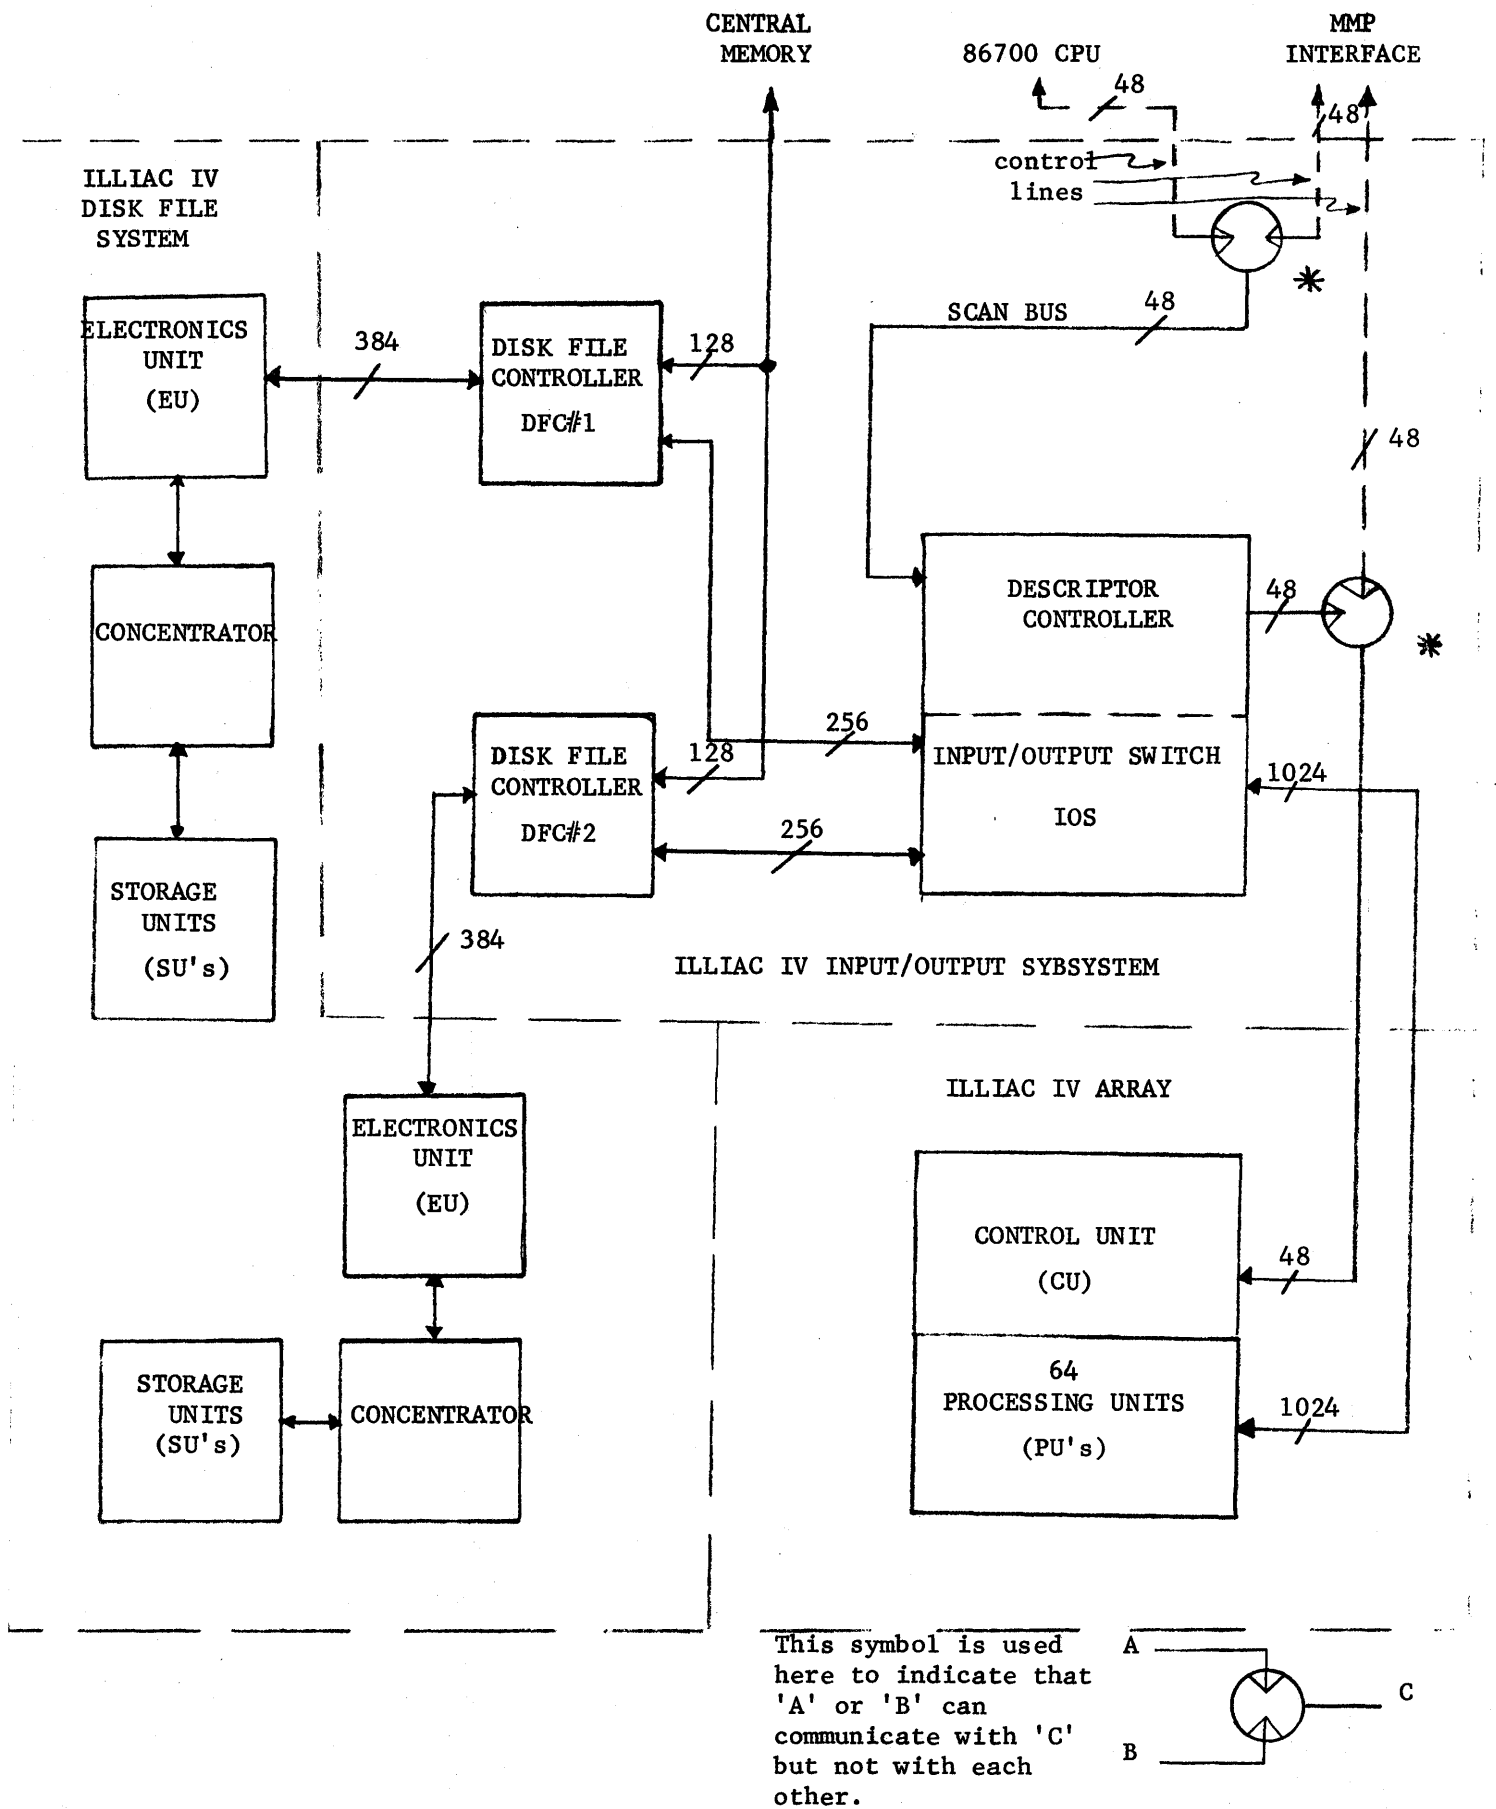 CENTRAL
MEMORY
86700 CPU
MMP
INTERFACE
48
48
control
lines
ILLIAC IV
DISK FILE
SYSTEM
*
SCAN BUS
48
ELECTRONICS
UNIT
(EU)
384
DISK FILE
CONTROLLER
DFC#1
128
48
DESCRIPTOR
CONTROLLER
48
*
CONCENTRATOR
256
INPUT/OUTPUT SWITCH
IOS
1024
DISK FILE
CONTROLLER
DFC#2
128
256
STORAGE
UNITS
(SU's)
384
ILLIAC IV INPUT/OUTPUT SYBSYSTEM
ILLIAC IV ARRAY
ELECTRONICS
UNIT
(EU)
CONTROL UNIT
(CU)
48
STORAGE
UNITS
(SU's)
CONCENTRATOR
64
PROCESSING UNITS
(PU's)
1024
This symbol is used
here to indicate that
'A' or 'B' can
communicate with 'C'
but not with each
other.
A
C
B